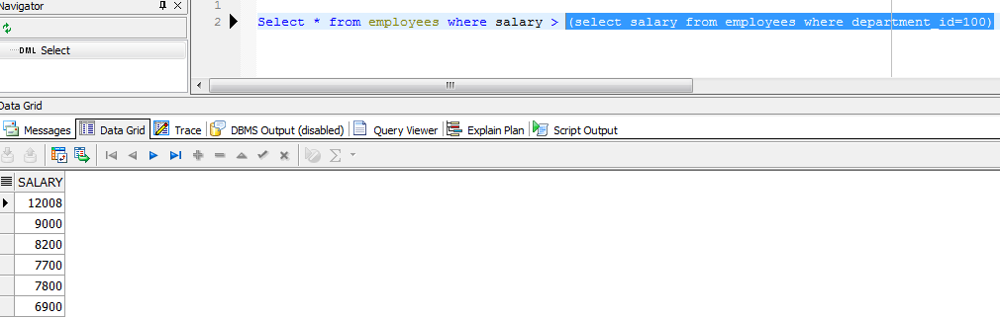 Navigator
DML Select
1
2 Select * from employees where salary > (select salary from employees where department_id=100)
Data Grid
Messages Data Grid Trace DBMS Output (disabled) Query Viewer Explain Plan Script Output
SALARY
12008
9000
8200
7700
7800
6900